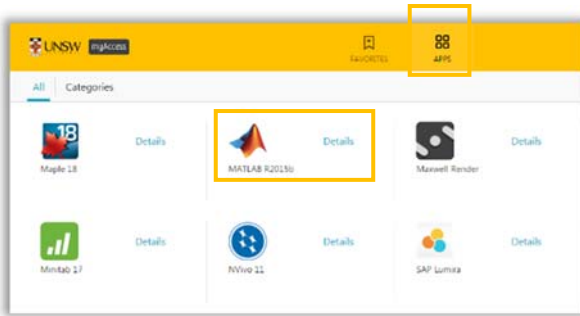 UNSW myAccess
FAVORITES APPS
All Categories
18 Details Details Details
Maple 18 MATLAB R2015b Maxwell Render
Details Details Details
Minitab 17 NVivo 11 SAP Lumira